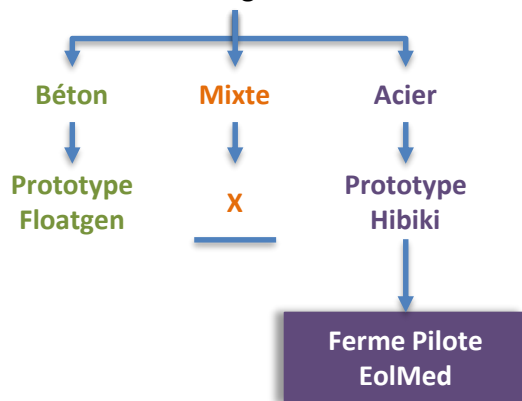 Béton
Mixte
Acier
Prototype
Floatgen
X
Prototype
Hibiki
Ferme Pilote
EolMed